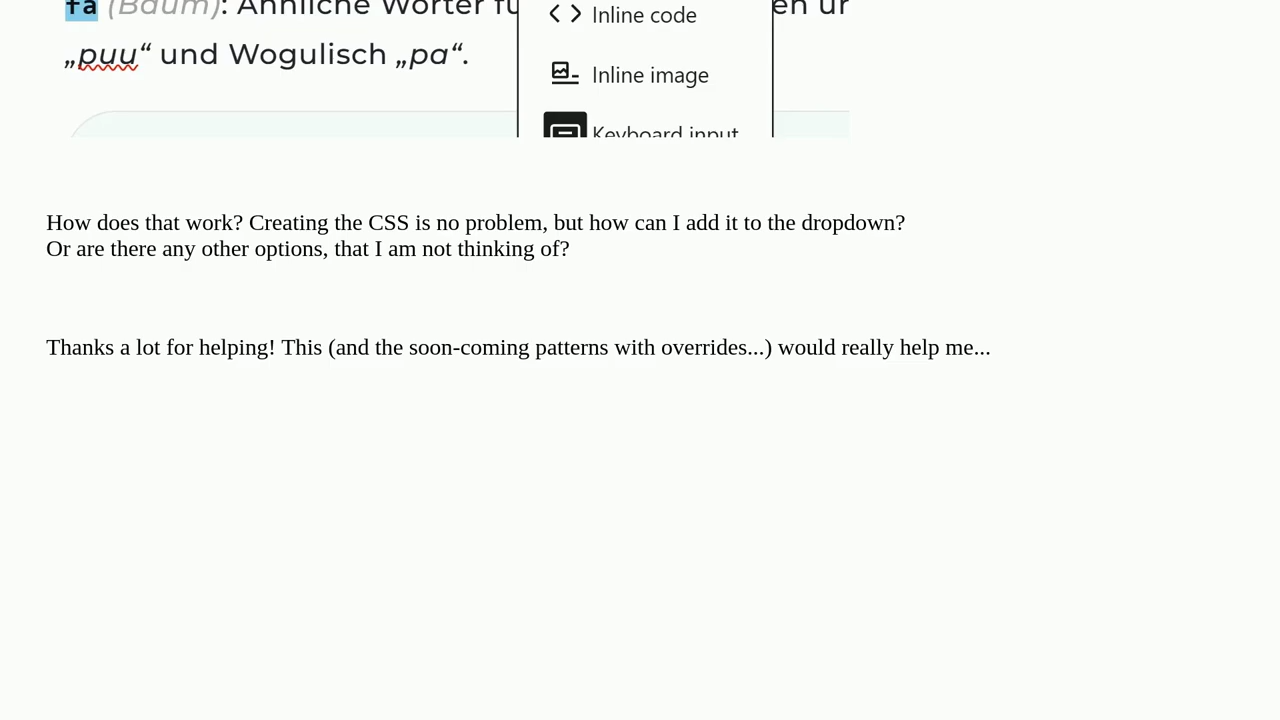 fa (Baum): Ähnliche Wörter fü
Inline code
en ur
„puu“ und Wogulisch „pa“.
Inline image
Keyboard input
How does that work? Creating the CSS is no problem, but how can I add it to the dropdown?
Or are there any other options, that I am not thinking of?
Thanks a lot for helping! This (and the soon-coming patterns with overrides...) would really help me...